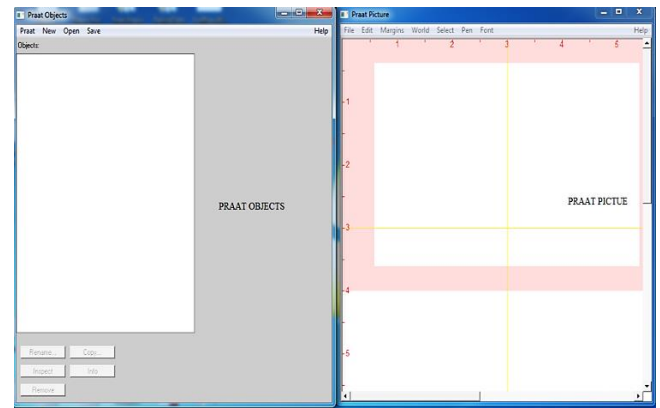 Praat Objects
Praat New Open Save Help
Objects:
PRAAT OBJECTS
Rename... Copy...
Inspect Info
Remove
Praat Picture
File Edit Margins World Select Pen Font Help
1 2 3 4 5
1
2
PRAAT PICTUE
3
4
5